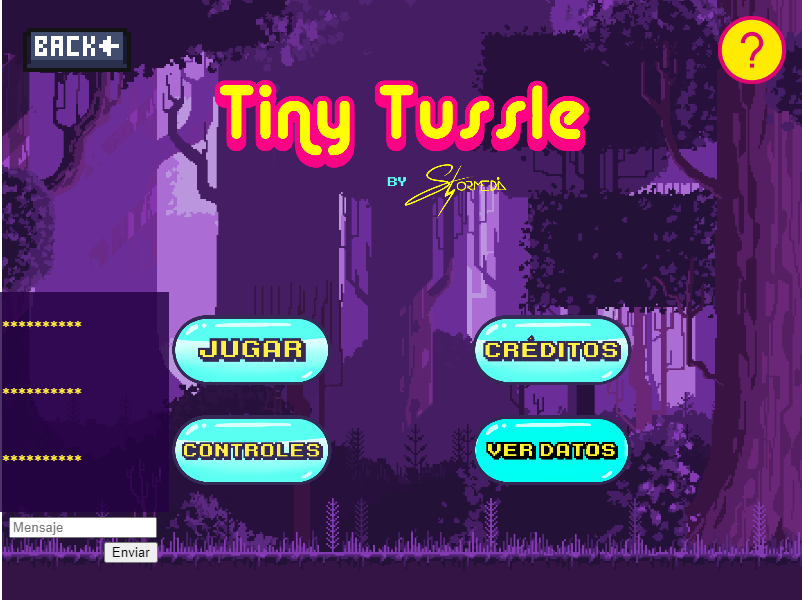 BACK
?
Tiny Tussle
BY STORMEDIA
**********
JUGAR
CRÉDITOS
**********
CONTROLES
VER DATOS
**********
Mensaje
Enviar